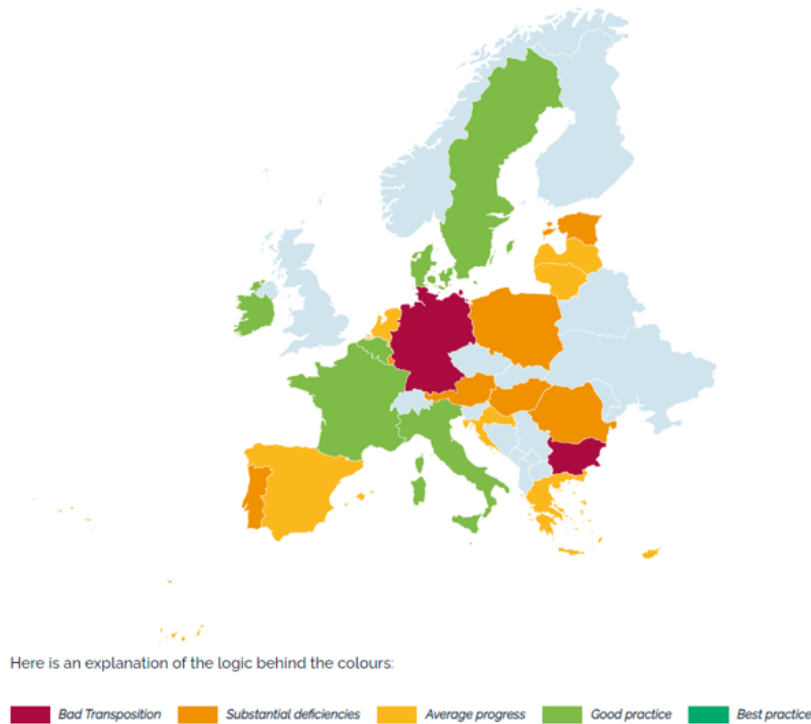 Here is an explanation of the logic behind the colours:
Bad Transposition Substantial deficiencies Average progress Good practice Best practic